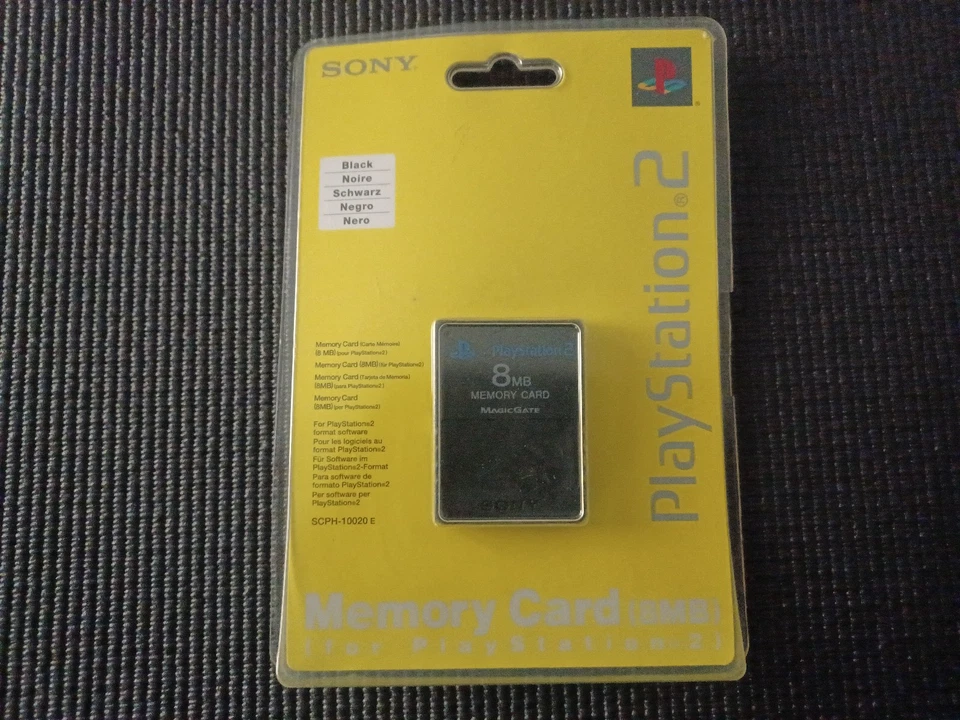 SONY
PlayStation®2
Black
Noire
Schwarz
Negro
Nero
Memory Card (Carte Mémoire)
(8 MB) (pour PlayStation®2)
Memory Card (8MB) (für PlayStation®2)
Memory Card (Tarjeta de Memoria)
(8MB) (para PlayStation®2)
Memory Card
(8MB) (per PlayStation®2)
For PlayStation®2
format software
Pour les logiciels au
format PlayStation®2
Für Software im
PlayStation®2-Format
Para software de
formato PlayStation®2
Per software per
PlayStation®2
SCPH-10020 E
PlayStation 2
8MB
MEMORY CARD
MAGICGATE
SONY
Memory Card (8MB)
(for PlayStation 2)